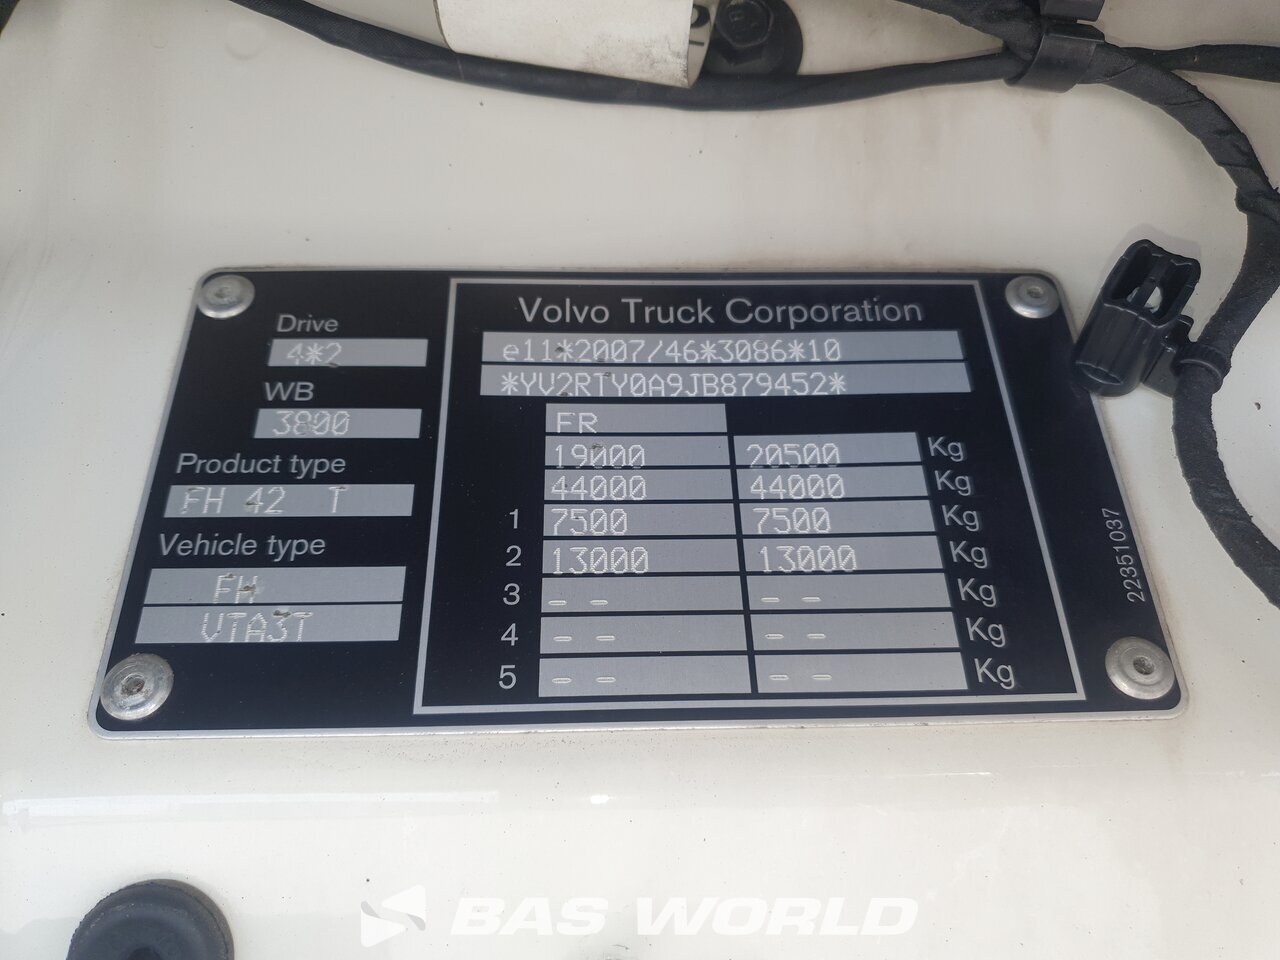 Volvo Truck Corporation
Drive
4*2
WB
3800
Product type
FH 42 T
Vehicle type
FH
VTA3T
e11*2007/46*3086*10
*YV2RTY0A9JB879452*
FR
19000 20500 Kg
44000 44000 Kg
1 7500 7500 Kg
2 13000 13000 Kg
3 - - - - Kg
4 - - - - Kg
5 - - - - Kg
22351037
BAS WORLD